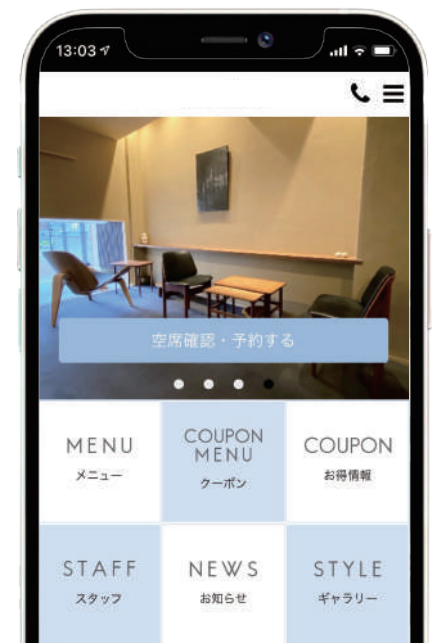 13:03
空席確認・予約する
MENU
メニュー
COUPON
MENU
クーポン
COUPON
お得情報
STAFF
スタッフ
NEWS
お知らせ
STYLE
ギャラリー